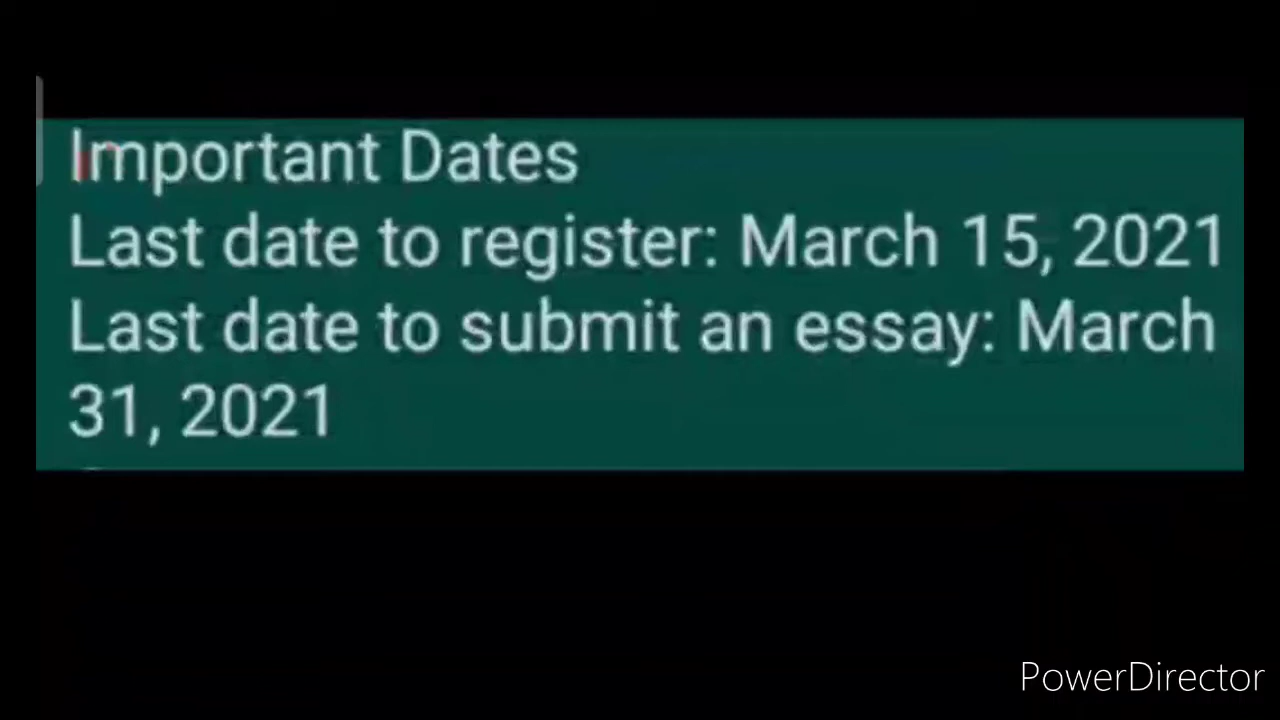 Important Dates
Last date to register: March 15, 2021
Last date to submit an essay: March
31, 2021
PowerDirector